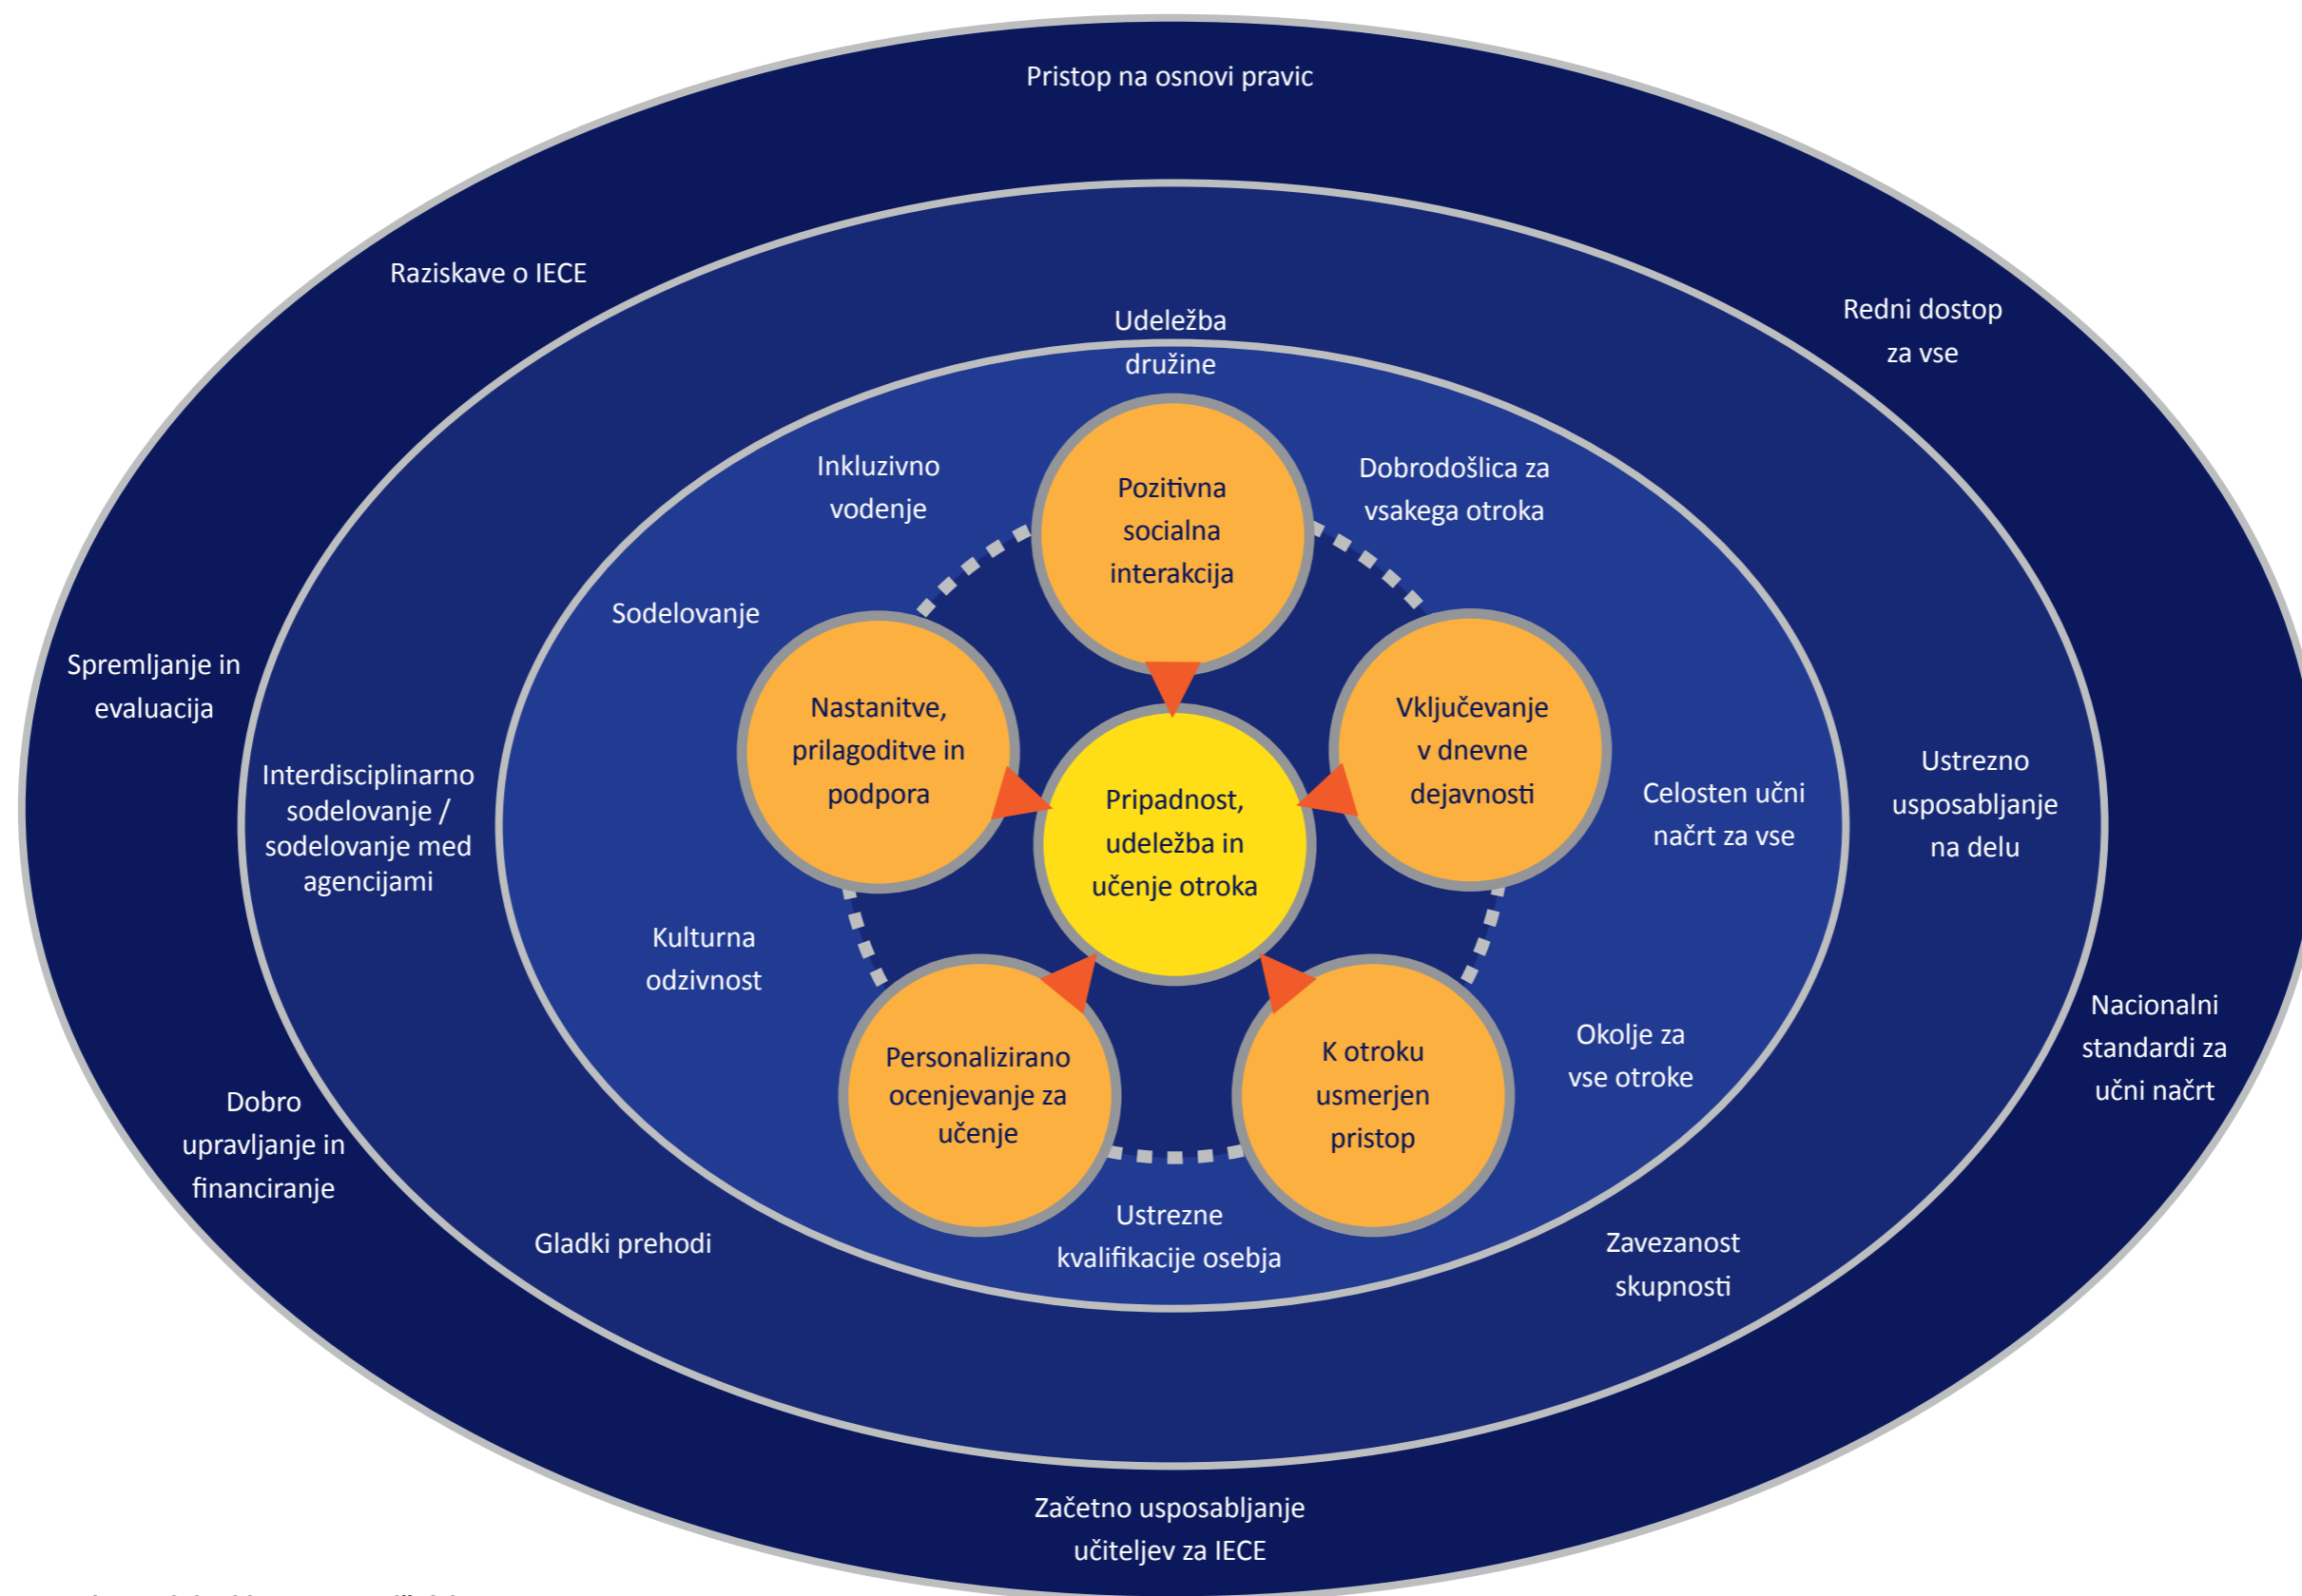 Pristop na osnovi pravic
Raziskave o IECE
Redni dostop
za vse
Udeležba
družine
Inkluzivno
vodenje
Dobrodošlica za
vsakega otroka
Pozitivna
socialna
interakcija
Sodelovanje
Spremljanje in
evaluacija
Nastanitve,
prilagoditve in
podpora
Vključevanje
v dnevne
dejavnosti
Interdisciplinarno
sodelovanje /
sodelovanje med
agencijami
Pripadnost,
udeležba in
učenje otroka
Celosten učni
načrt za vse
Ustrezno
usposabljanje
na delu
Kulturna
odzivnost
Nacionalni
standardi za
učni načrt
Personalizirano
ocenjevanje za
učenje
K otroku
usmerjen
pristop
Okolje za
vse otroke
Dobro
upravljanje in
financiranje
Gladki prehodi
Ustrezne
kvalifikacije osebja
Zavezanost
skupnosti
Začetno usposabljanje
učiteljev za IECE